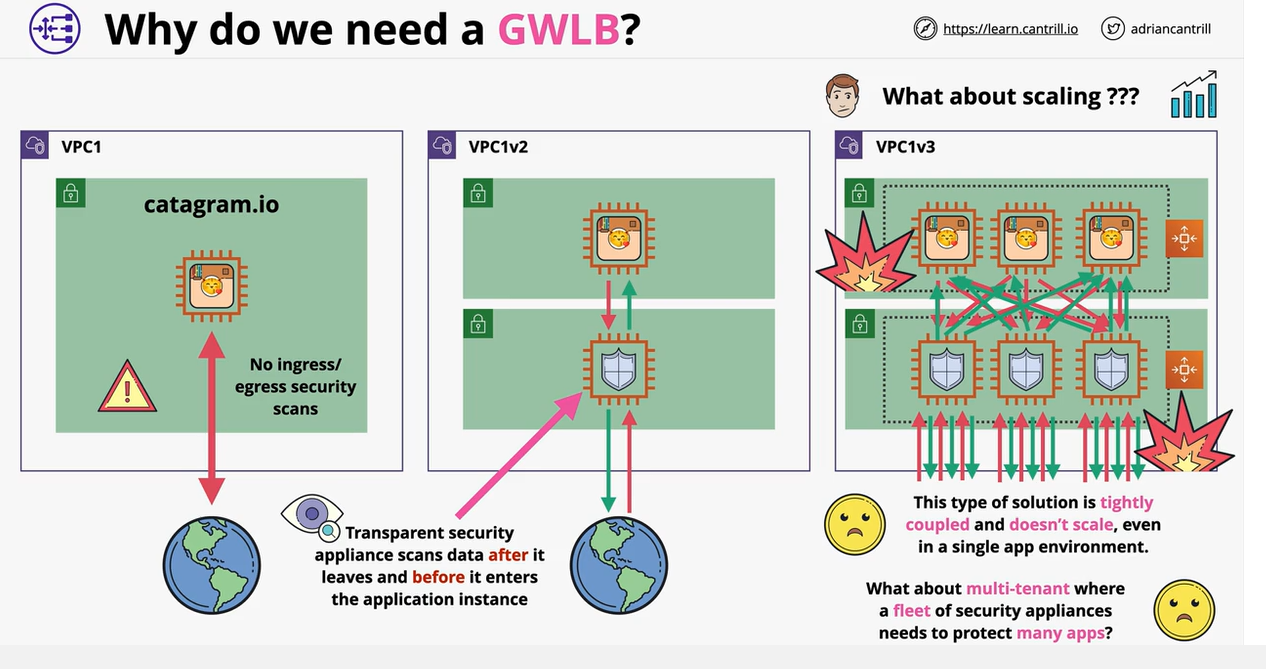 Why do we need a GWLB?
https://learn.cantrill.io
adriancantrill
What about scaling ???
VPC1
catagram.io
No ingress/
egress security
scans
VPC1v2
Transparent security
appliance scans data after it
leaves and before it enters
the application instance
VPC1v3
This type of solution is tightly
coupled and doesn't scale, even
in a single app environment.
What about multi-tenant where
a fleet of security appliances
needs to protect many apps?